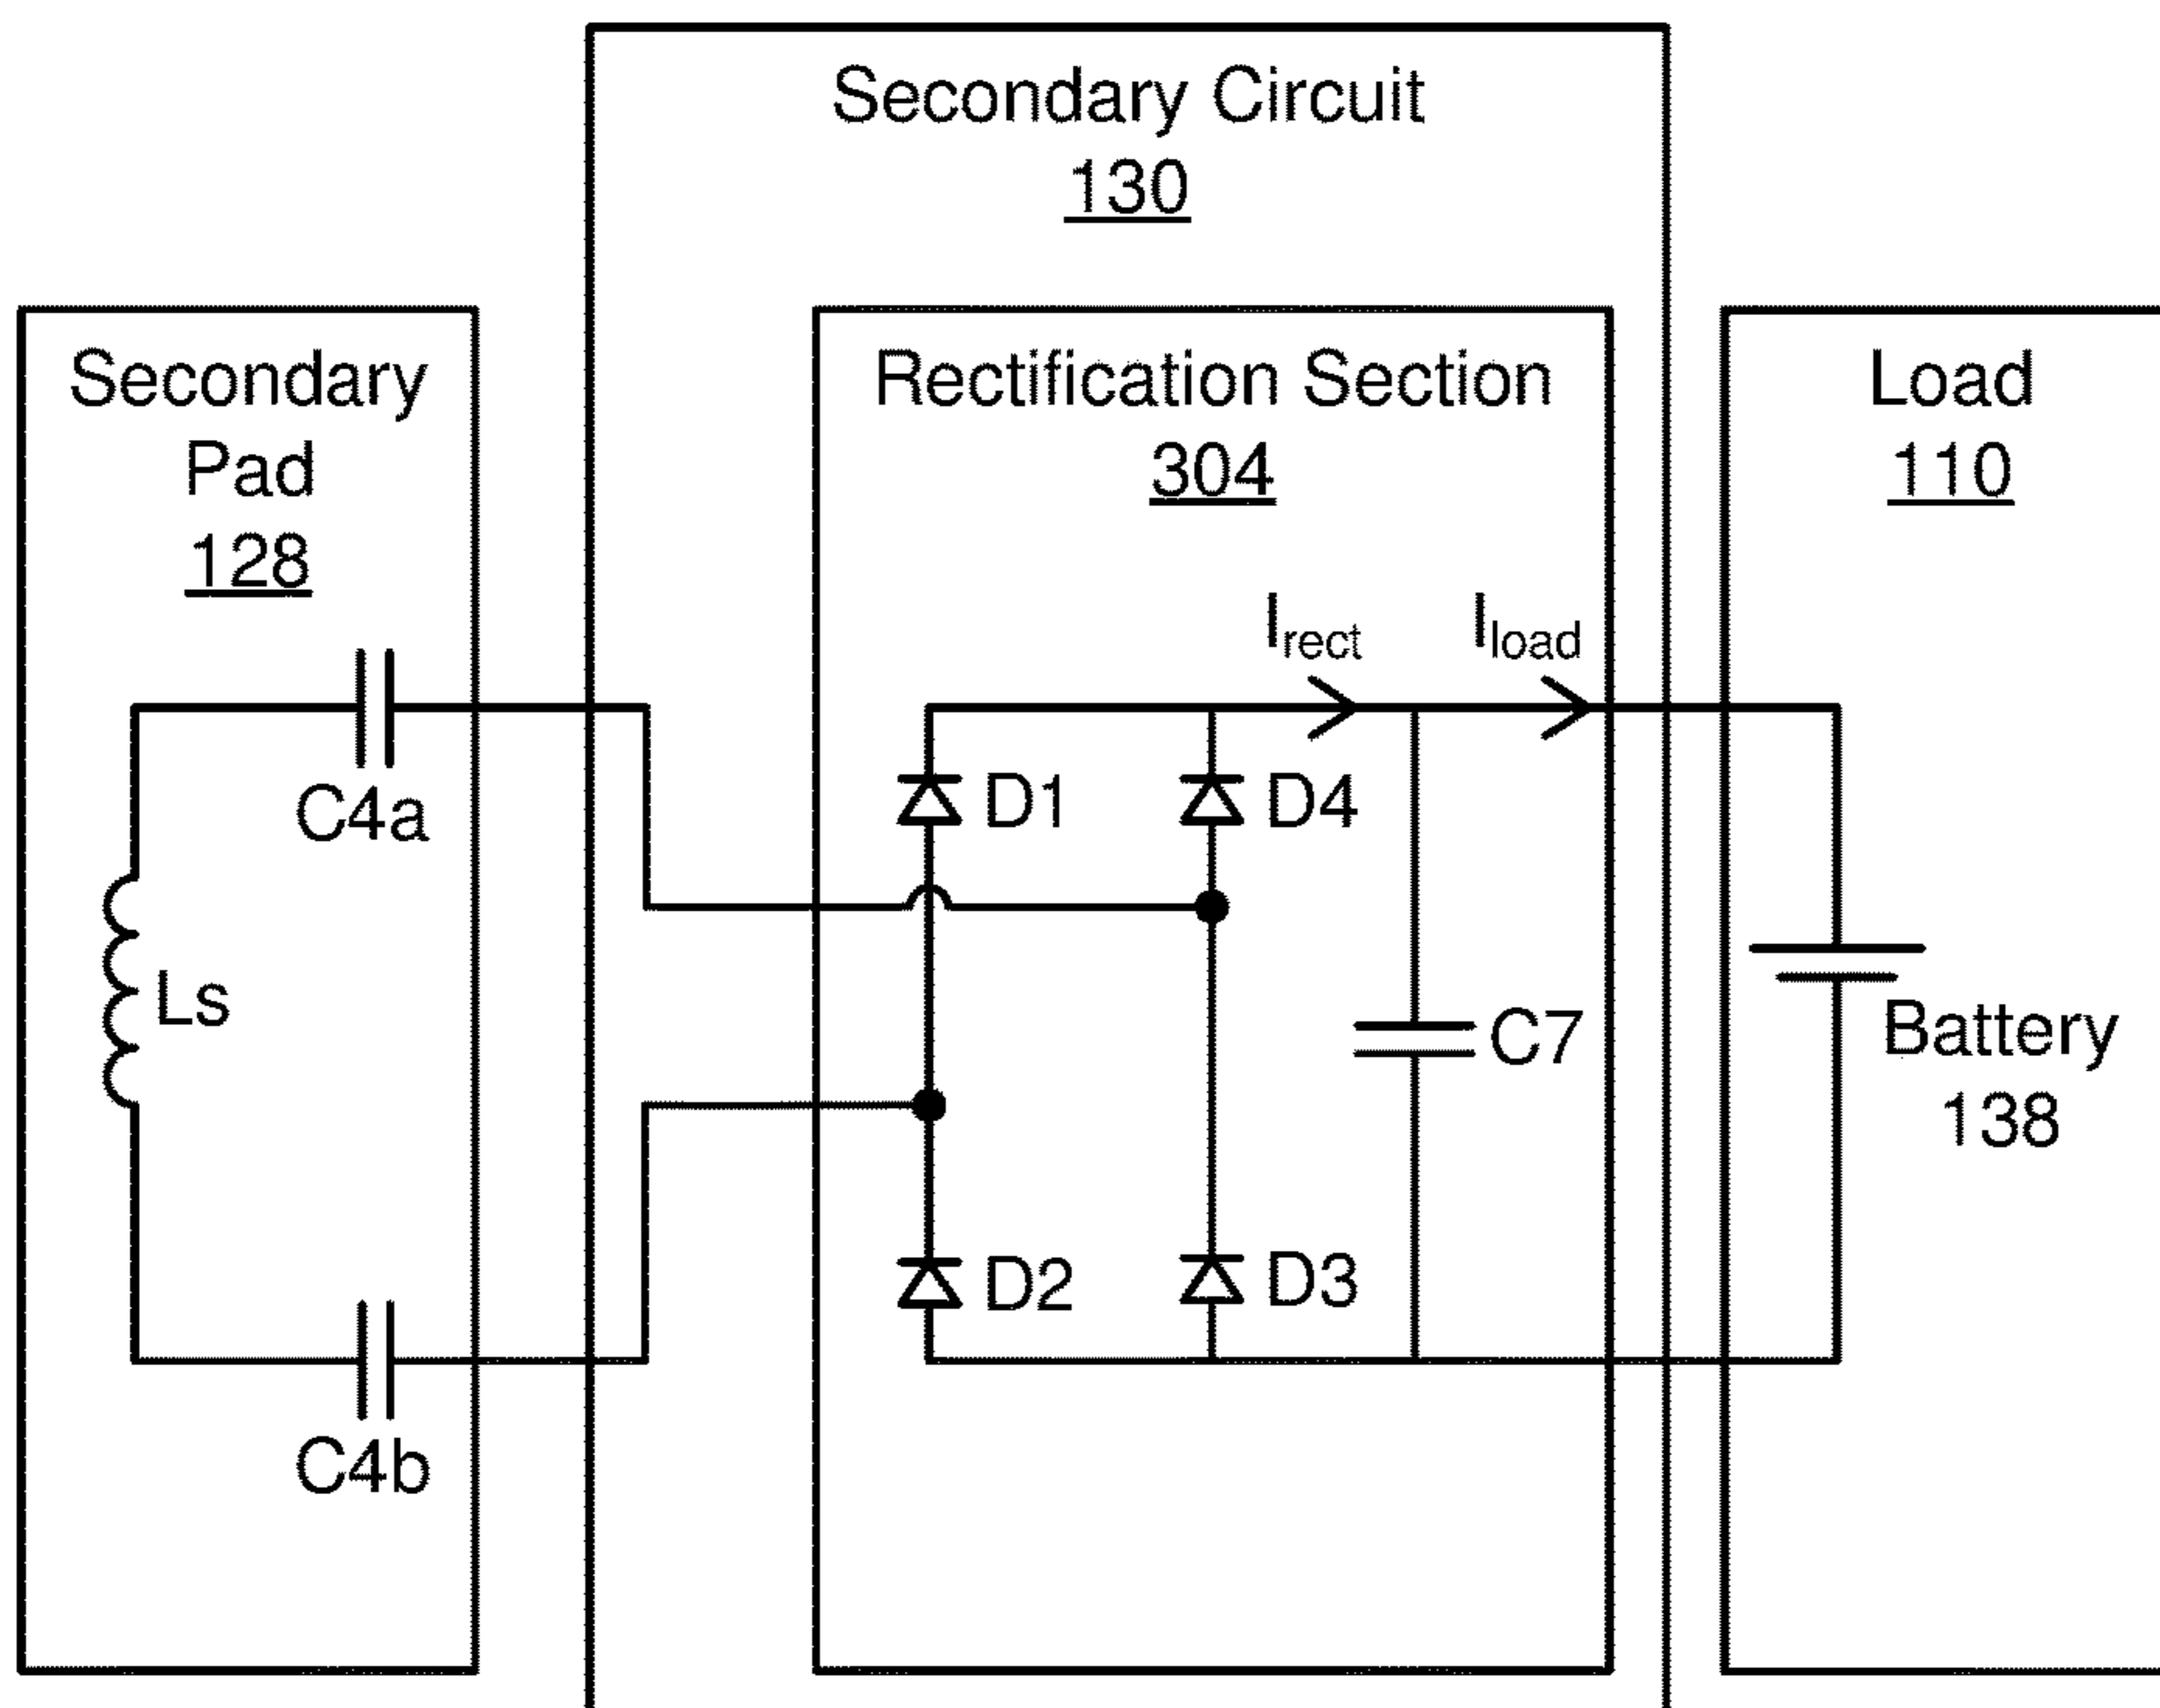 Secondary Circuit
130
Secondary
Pad
128
Rectification Section
304
Load
110
Irect
Iload
C4a
D1
D4
Ls
C7
Battery
138
D2
D3
C4b